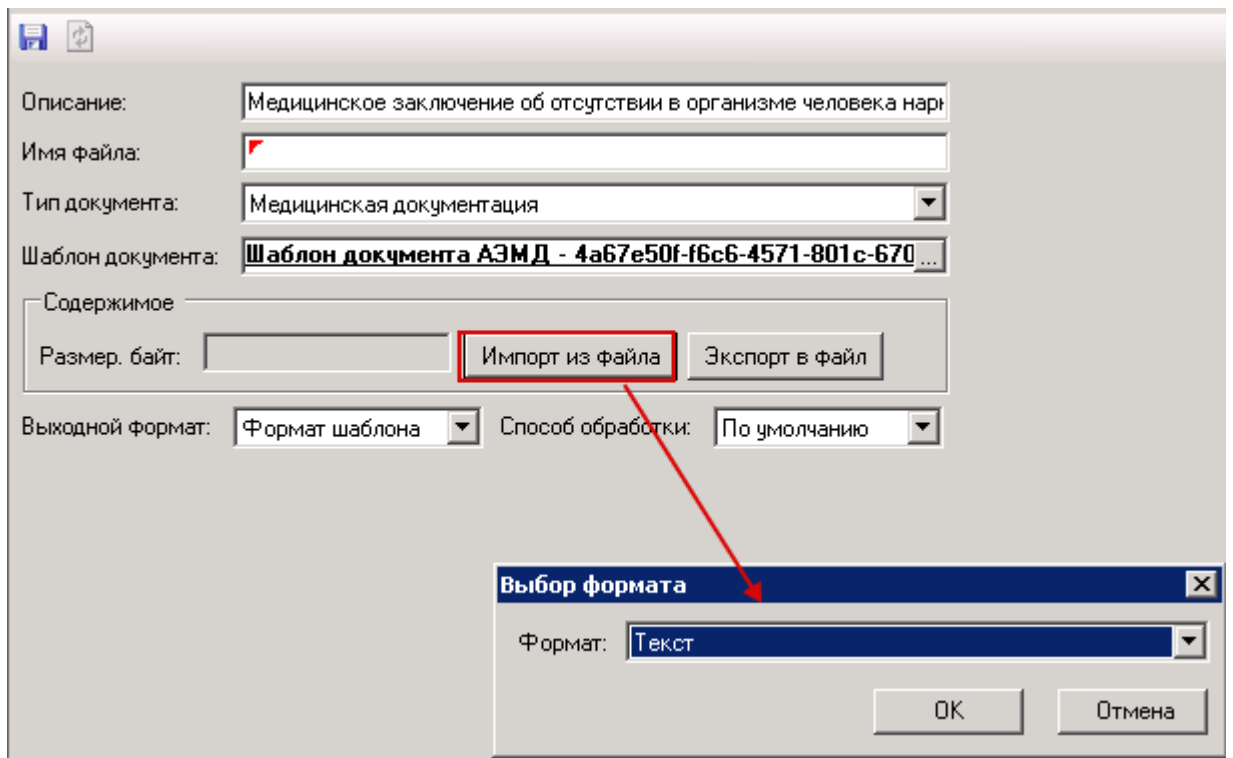 Описание: Медицинское заключение об отсутствии в организме человека нарк
Имя файла:
Тип документа: Медицинская документация
Шаблон документа: Шаблон документа АЭМД - 4a67e50f-f6c6-4571-801c-670 ...
Содержимое
Размер. байт: Импорт из файла Экспорт в файл
Выходной формат: Формат шаблона Способ обработки: По умолчанию
Выбор формата
Формат: Текст
OK Отмена